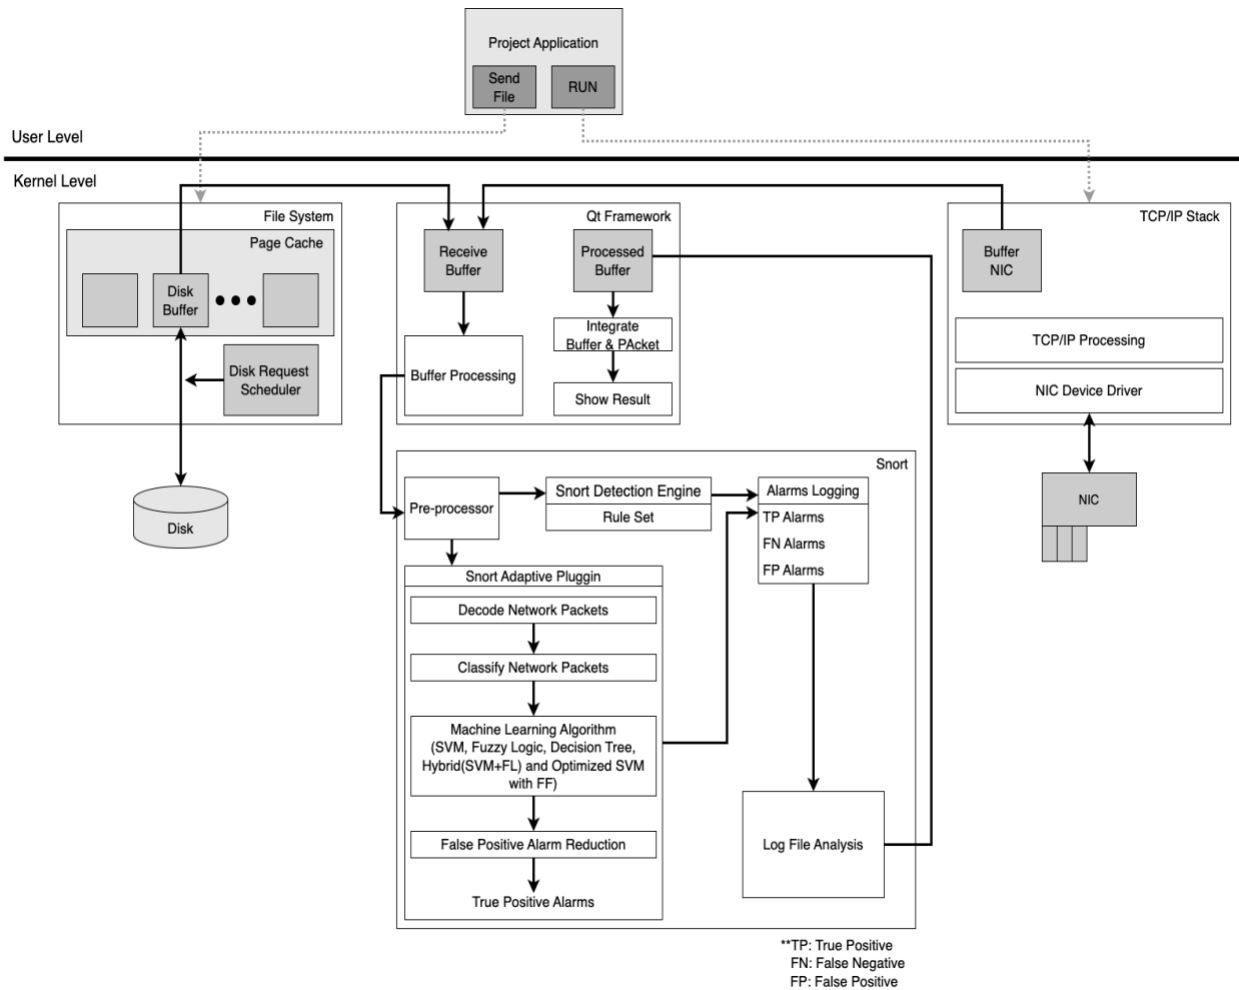 Project Application
Send
File
RUN
User Level
Kernel Level
File System
Page Cache
Disk
Buffer
Disk Request
Scheduler
Disk
Qt Framework
Receive
Buffer
Processed
Buffer
Integrate
Buffer & PAcket
Buffer Processing
Show Result
TCP/IP Stack
Buffer
NIC
TCP/IP Processing
NIC Device Driver
NIC
Snort
Pre-processor
Snort Detection Engine
Rule Set
Alarms Logging
TP Alarms
FN Alarms
FP Alarms
Snort Adaptive Pluggin
Decode Network Packets
Classify Network Packets
Machine Learning Algorithm
(SVM, Fuzzy Logic, Decision Tree,
Hybrid(SVM+FL) and Optimized SVM
with FF)
False Positive Alarm Reduction
True Positive Alarms
Log File Analysis
**TP: True Positive
FN: False Negative
FP: False Positive